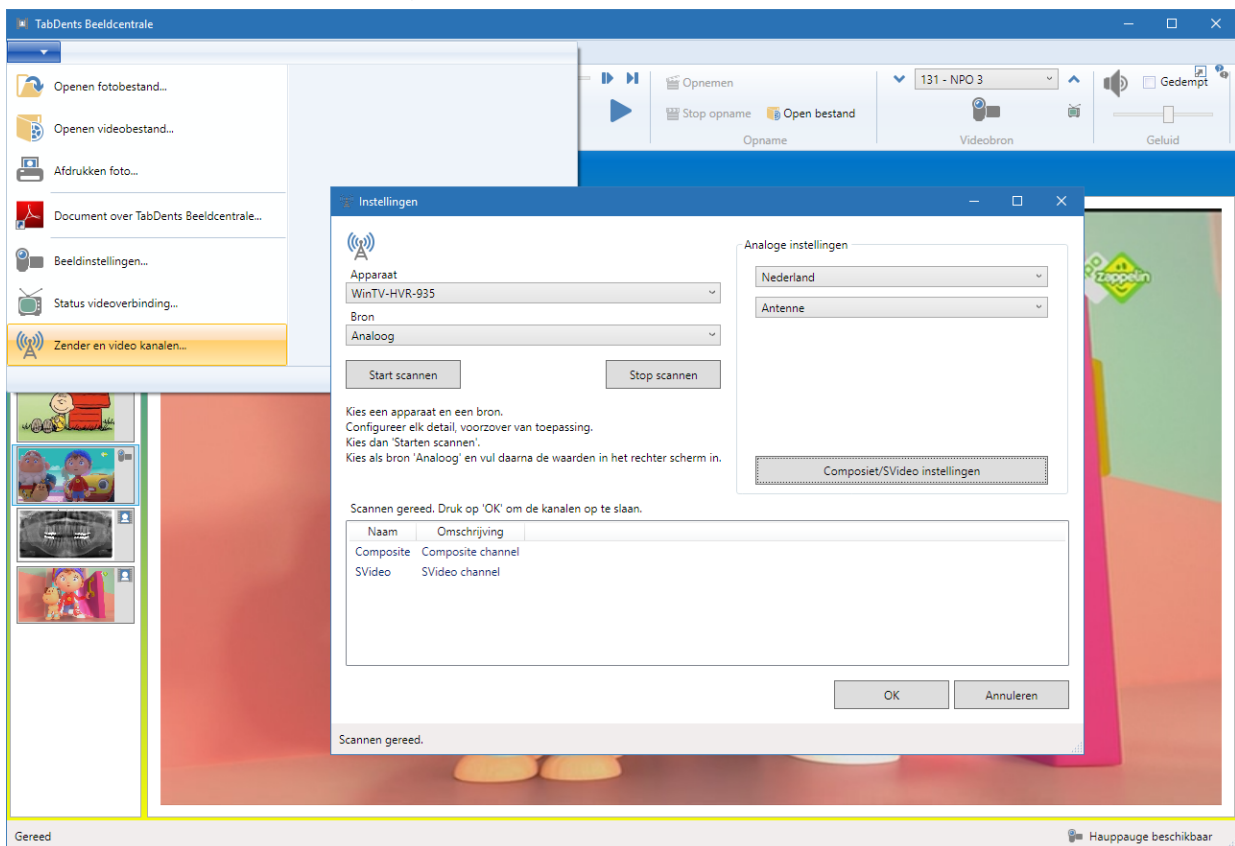 TabDents Beeldcentrale
Openen fotobestand...
Openen videobestand...
Afdrukken foto...
Document over TabDents Beeldcentrale...
Beeldinstellingen...
Status videoverbinding...
Zender en video kanalen...
Opnemen
Stop opname
Open bestand
Opname
131 - NPO 3
Videobron
Gedempt
Geluid
Zappelin
Instellingen
Apparaat
WinTV-HVR-935
Bron
Analoog
Start scannen
Stop scannen
Kies een apparaat en een bron.
Configureer elk detail, voorzover van toepassing.
Kies dan 'Starten scannen'.
Kies als bron 'Analoog' en vul daarna de waarden in het rechter scherm in.
Analoge instellingen
Nederland
Antenne
Composiet/SVideo instellingen
Scannen gereed. Druk op 'OK' om de kanalen op te slaan.
Naam Omschrijving
Composite Composite channel
SVideo SVideo channel
OK
Annuleren
Scannen gereed.
Gereed
Hauppauge beschikbaar